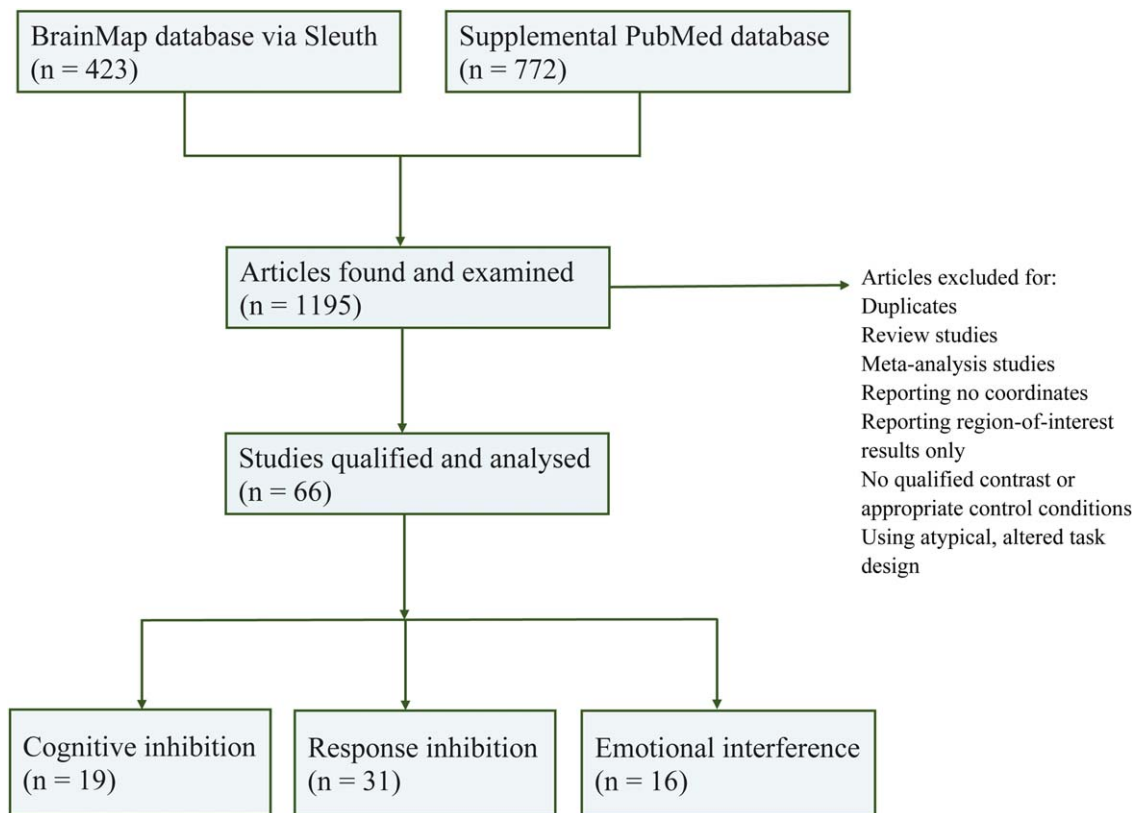 BrainMap database via Sleuth
(n = 423)
Supplemental PubMed database
(n = 772)
Articles found and examined
(n = 1195)
Articles excluded for:
Duplicates
Review studies
Meta-analysis studies
Reporting no coordinates
Reporting region-of-interest
results only
No qualified contrast or
appropriate control conditions
Using atypical, altered task
design
Studies qualified and analysed
(n = 66)
Cognitive inhibition
(n = 19)
Response inhibition
(n = 31)
Emotional interference
(n = 16)